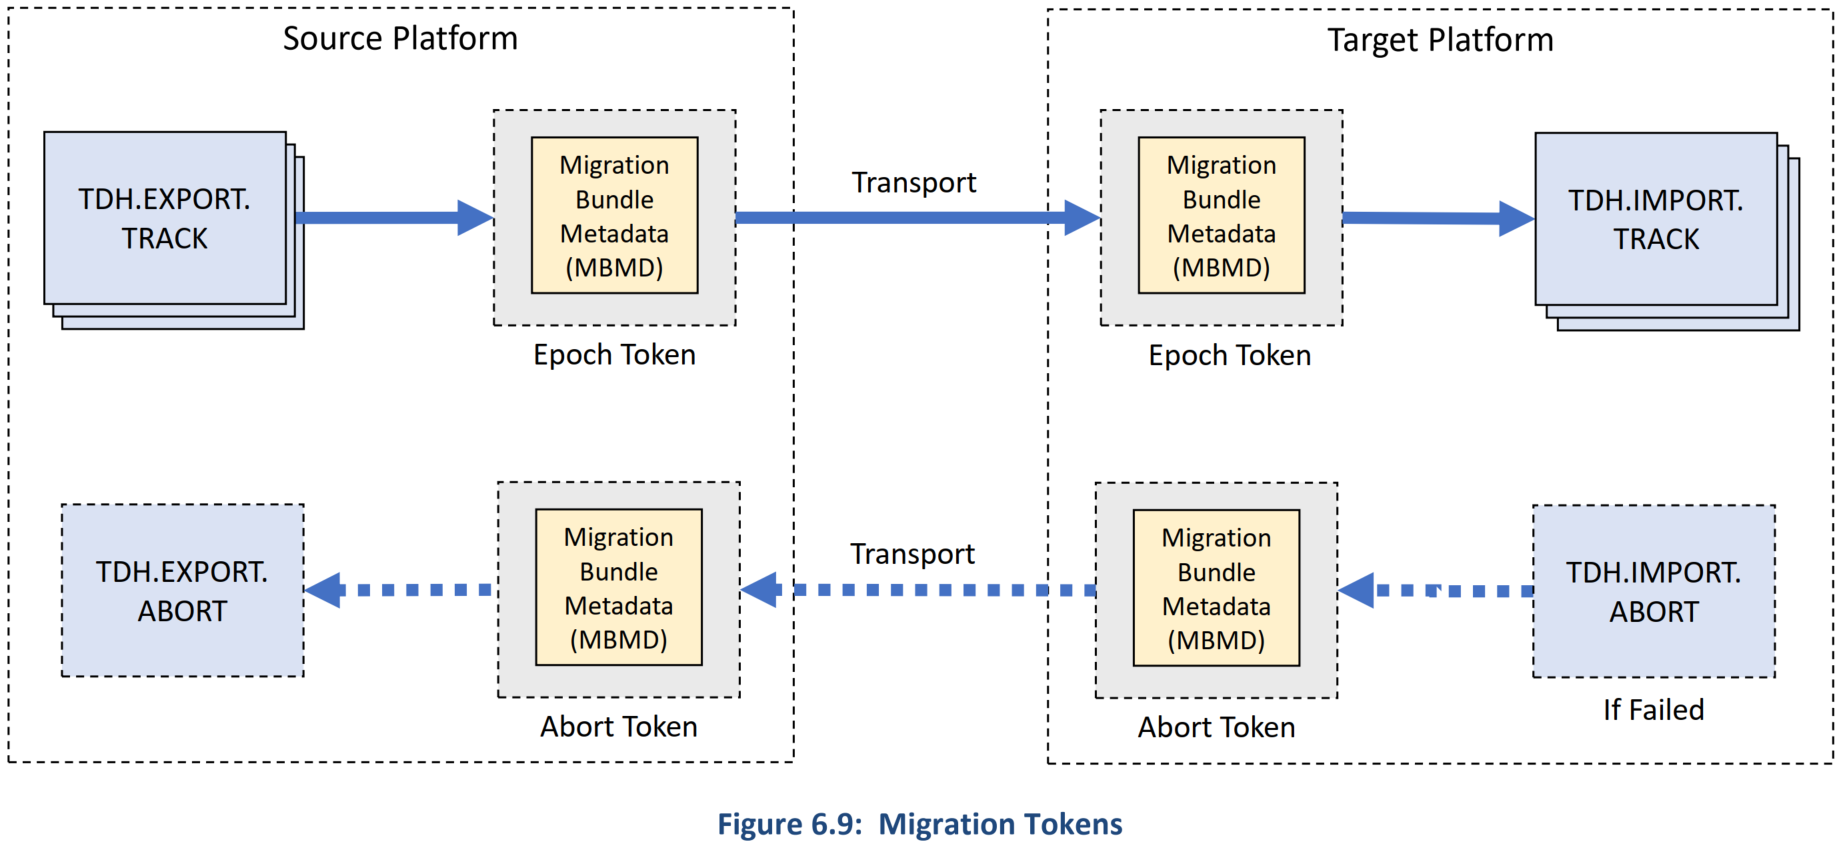 Source Platform
Target Platform
TDH.EXPORT.
TRACK
Migration
Bundle
Metadata
(MBMD)
Epoch Token
Transport
Migration
Bundle
Metadata
(MBMD)
Epoch Token
TDH.IMPORT.
TRACK
TDH.EXPORT.
ABORT
Migration
Bundle
Metadata
(MBMD)
Abort Token
Transport
Migration
Bundle
Metadata
(MBMD)
Abort Token
TDH.IMPORT.
ABORT
If Failed
Figure 6.9: Migration Tokens